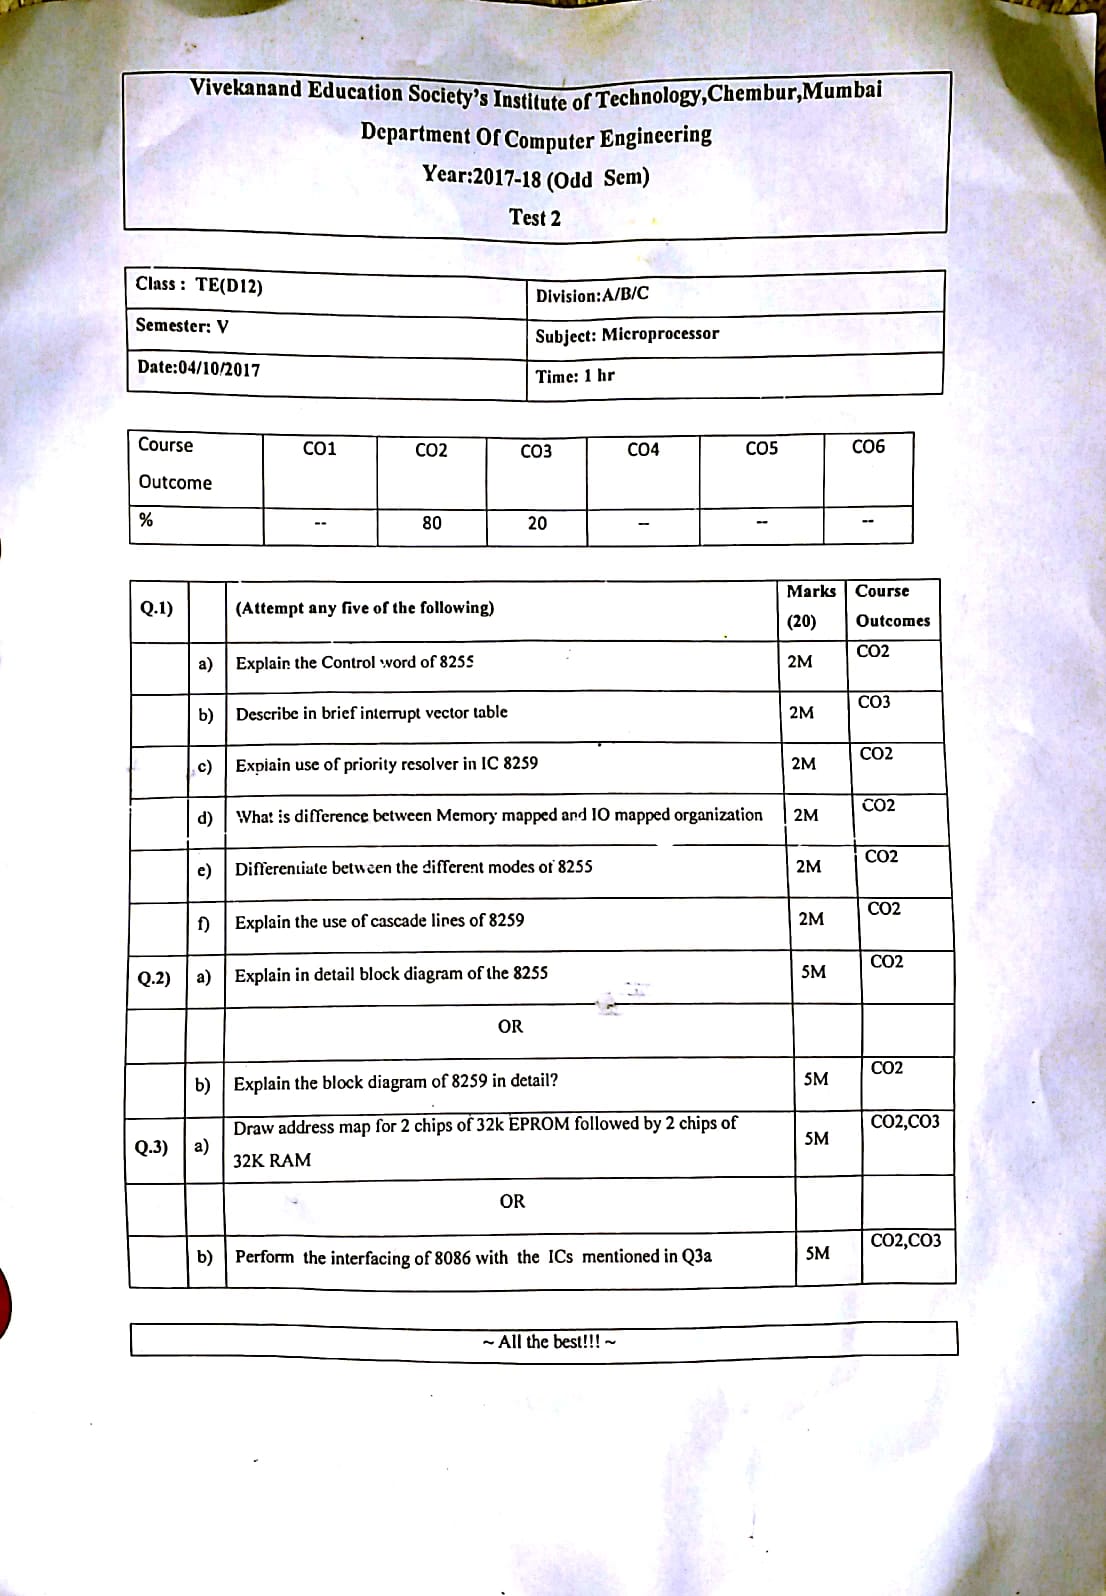 Vivekanand Education Society's Institute of Technology,Chembur,Mumbai
Department Of Computer Engineering
Year:2017-18 (Odd Sem)
Test 2
Class : TE(D12)
Division:A/B/C
Semester: V
Subject: Microprocessor
Date:04/10/2017
Time: 1 hr
Course Outcome CO1 CO2 CO3 CO4 CO5 CO6
% -- 80 20 -- -- --
Q.1) (Attempt any five of the following) Marks (20) Course Outcomes
a) Explain the Control word of 8255 2M CO2
b) Describe in brief interrupt vector table 2M CO3
c) Explain use of priority resolver in IC 8259 2M CO2
d) What is difference between Memory mapped and IO mapped organization 2M CO2
e) Differentiate between the different modes of 8255 2M CO2
f) Explain the use of cascade lines of 8259 2M CO2
Q.2) a) Explain in detail block diagram of the 8255 5M CO2
OR
b) Explain the block diagram of 8259 in detail? 5M CO2
Q.3) a) Draw address map for 2 chips of 32k EPROM followed by 2 chips of
32K RAM 5M CO2,CO3
OR
b) Perform the interfacing of 8086 with the ICs mentioned in Q3a 5M CO2,CO3
~ All the best!!! ~